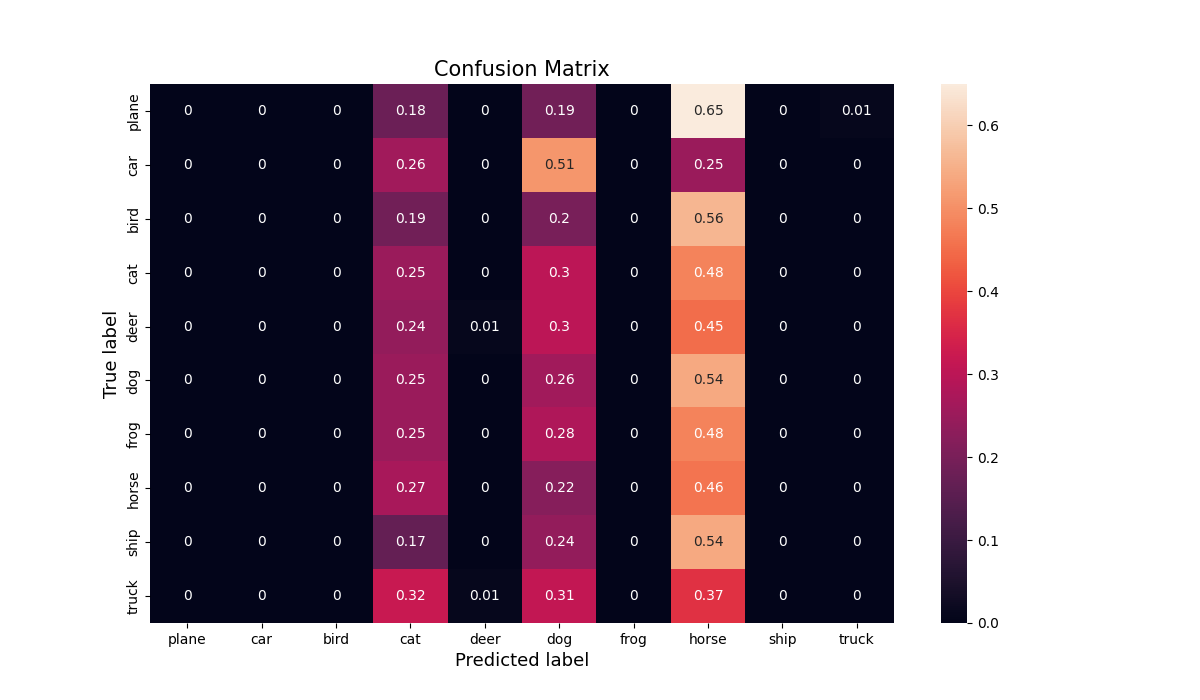 Confusion Matrix
plane 0 0 0 0.18 0 0.19 0 0.65 0 0.01
car 0 0 0 0.26 0 0.51 0 0.25 0 0
bird 0 0 0 0.19 0 0.2 0 0.56 0 0
cat 0 0 0 0.25 0 0.3 0 0.48 0 0
deer 0 0 0 0.24 0.01 0.3 0 0.45 0 0
dog 0 0 0 0.25 0 0.26 0 0.54 0 0
frog 0 0 0 0.25 0 0.28 0 0.48 0 0
horse 0 0 0 0.27 0 0.22 0 0.46 0 0
ship 0 0 0 0.17 0 0.24 0 0.54 0 0
truck 0 0 0 0.32 0.01 0.31 0 0.37 0 0
True label
plane car bird cat deer dog frog horse ship truck
Predicted label
0.6
0.5
0.4
0.3
0.2
0.1
0.0